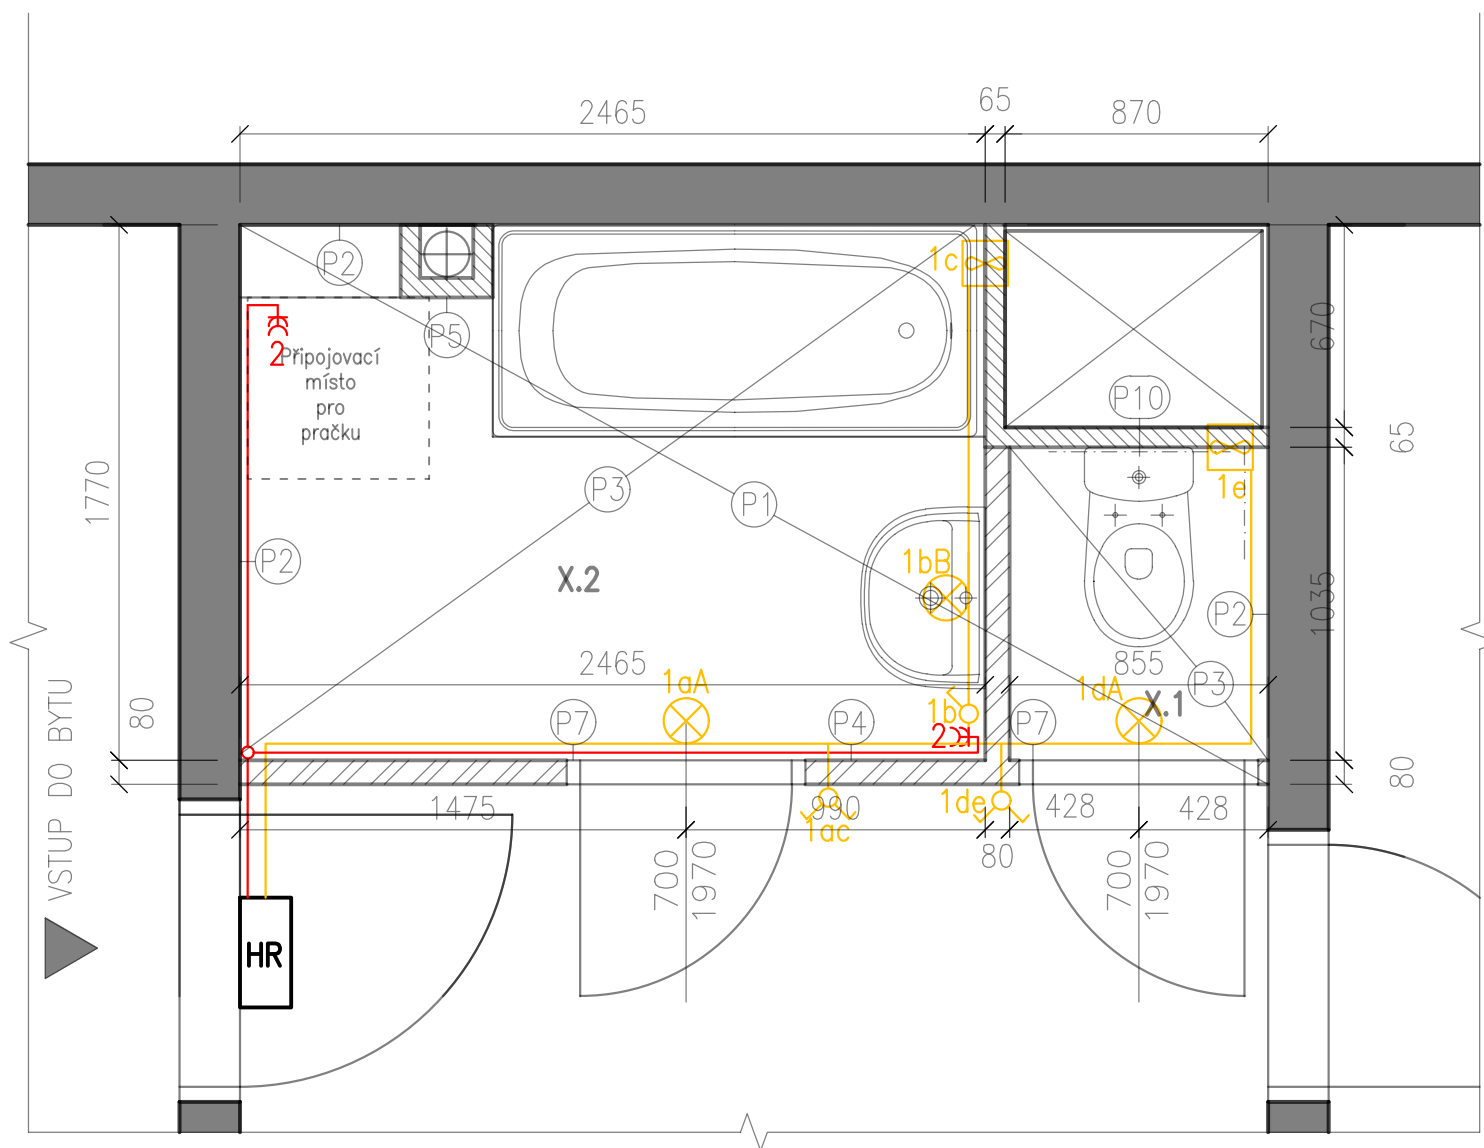 2465
65
870
P2
1c
P5
670
2
Připojovací
místo
pro
pračku
P10
65
1770
P3
P1
1e
P2
X.2
1bB
1035
P2
2465
855
VSTUP DO BYTU
80
1aA
1dA
P3
X.1
P7
P4
1b
P7
2
80
1475
990
1ac
1de
428
428
80
700
1970
700
1970
HR